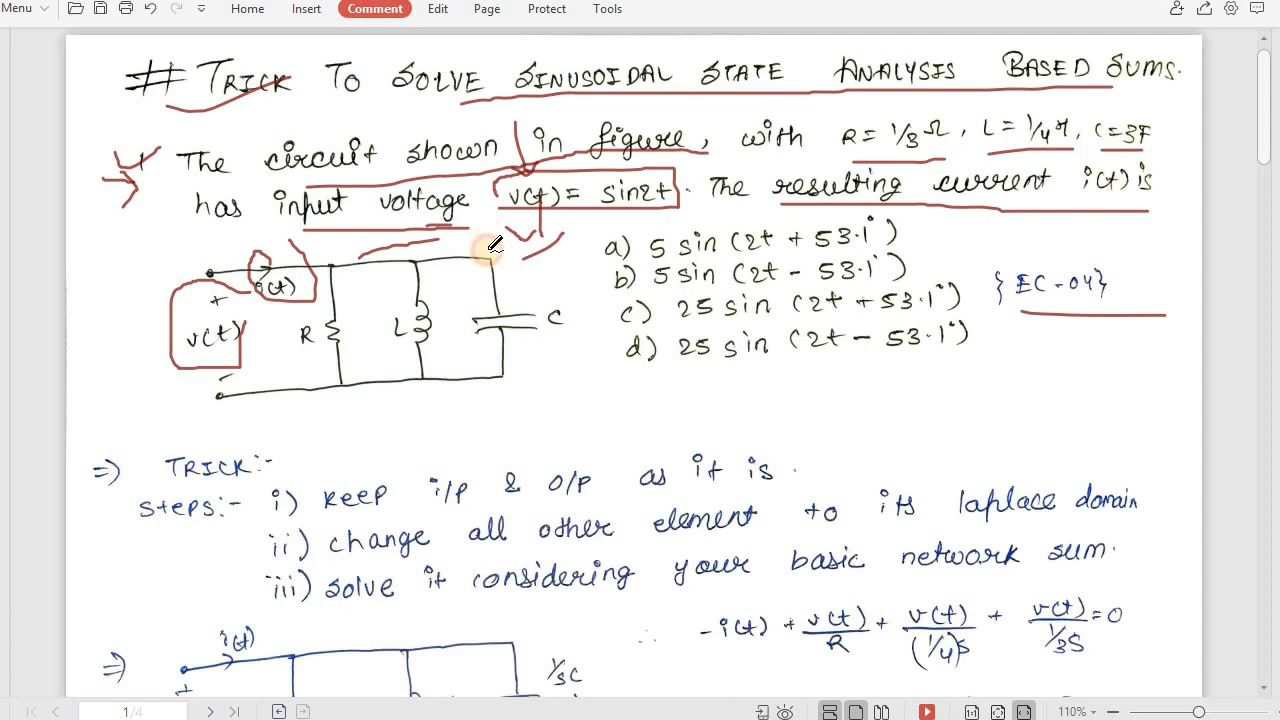 Menu Home Insert Comment Edit Page Protect Tools
# TRICK TO SOLVE SINUSOIDAL STATE ANALYSIS BASED SUMS.
The circuit shown in figure, with R = 1/3 Ω, L = 1/4 H, C = 3F
has input voltage v(t) = sin2t. The resulting current i(t) is
a) 5 sin (2t + 53.1°)
b) 5 sin (2t - 53.1°)
c) 25 sin (2t + 53.1°)
d) 25 sin (2t - 53.1°)
{EC-04}
i(t)
+
v(t)
R
L
C
-
=> TRICK:-
Steps:- i) Keep i/p & o/p as it is.
ii) change all other element to its laplace domain
iii) solve it considering your basic network sum.
∴ -i(t) + v(t)/R + v(t)/(1/4)s + v(t)/1/3s = 0
=> i(t)
+
1/sC
1/4 110%